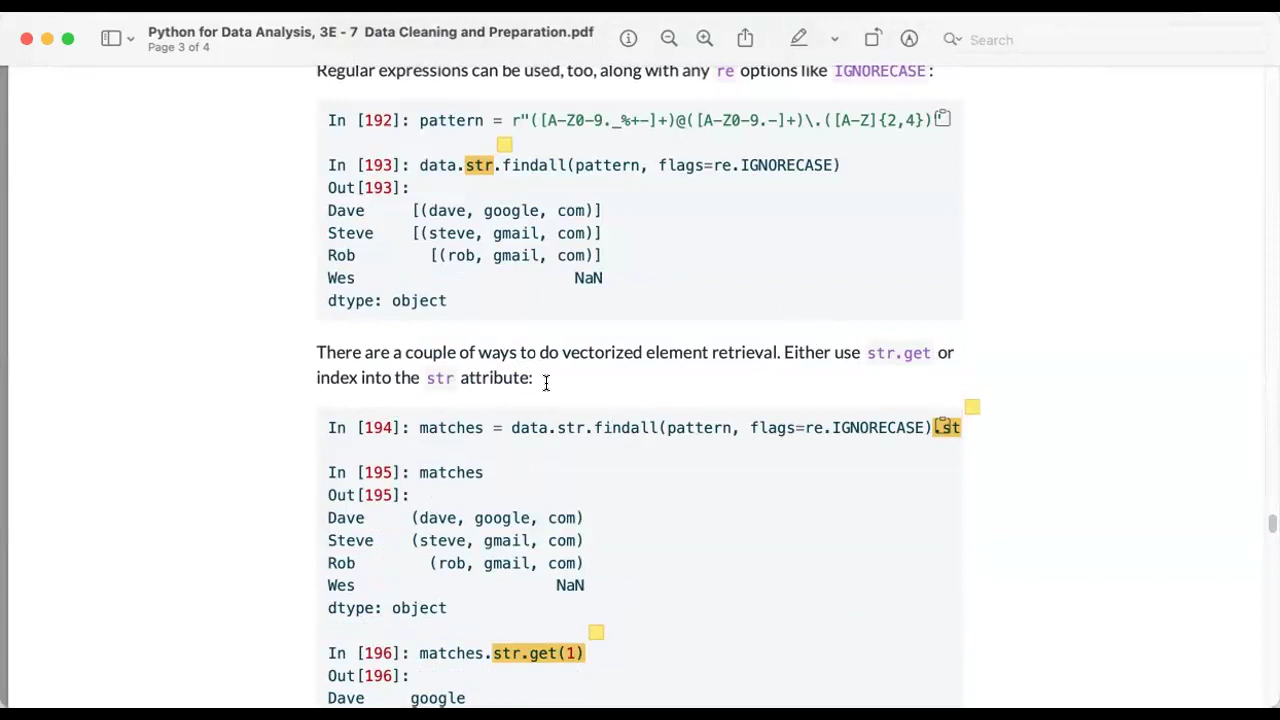 Python for Data Analysis, 3E - 7 Data Cleaning and Preparation.pdf
Page 3 of 4
Search
Regular expressions can be used, too, along with any re options like IGNORECASE:
In [192]: pattern = r"([A-Z0-9._%+-]+)@([A-Z0-9.-]+)\.([A-Z]{2,4})
In [193]: data.str.findall(pattern, flags=re.IGNORECASE)
Out[193]:
Dave [(dave, google, com)]
Steve [(steve, gmail, com)]
Rob [(rob, gmail, com)]
Wes NaN
dtype: object
There are a couple of ways to do vectorized element retrieval. Either use str.get or
index into the str attribute:
In [194]: matches = data.str.findall(pattern, flags=re.IGNORECASE).st
In [195]: matches
Out[195]:
Dave (dave, google, com)
Steve (steve, gmail, com)
Rob (rob, gmail, com)
Wes NaN
dtype: object
In [196]: matches.str.get(1)
Out[196]:
Dave google